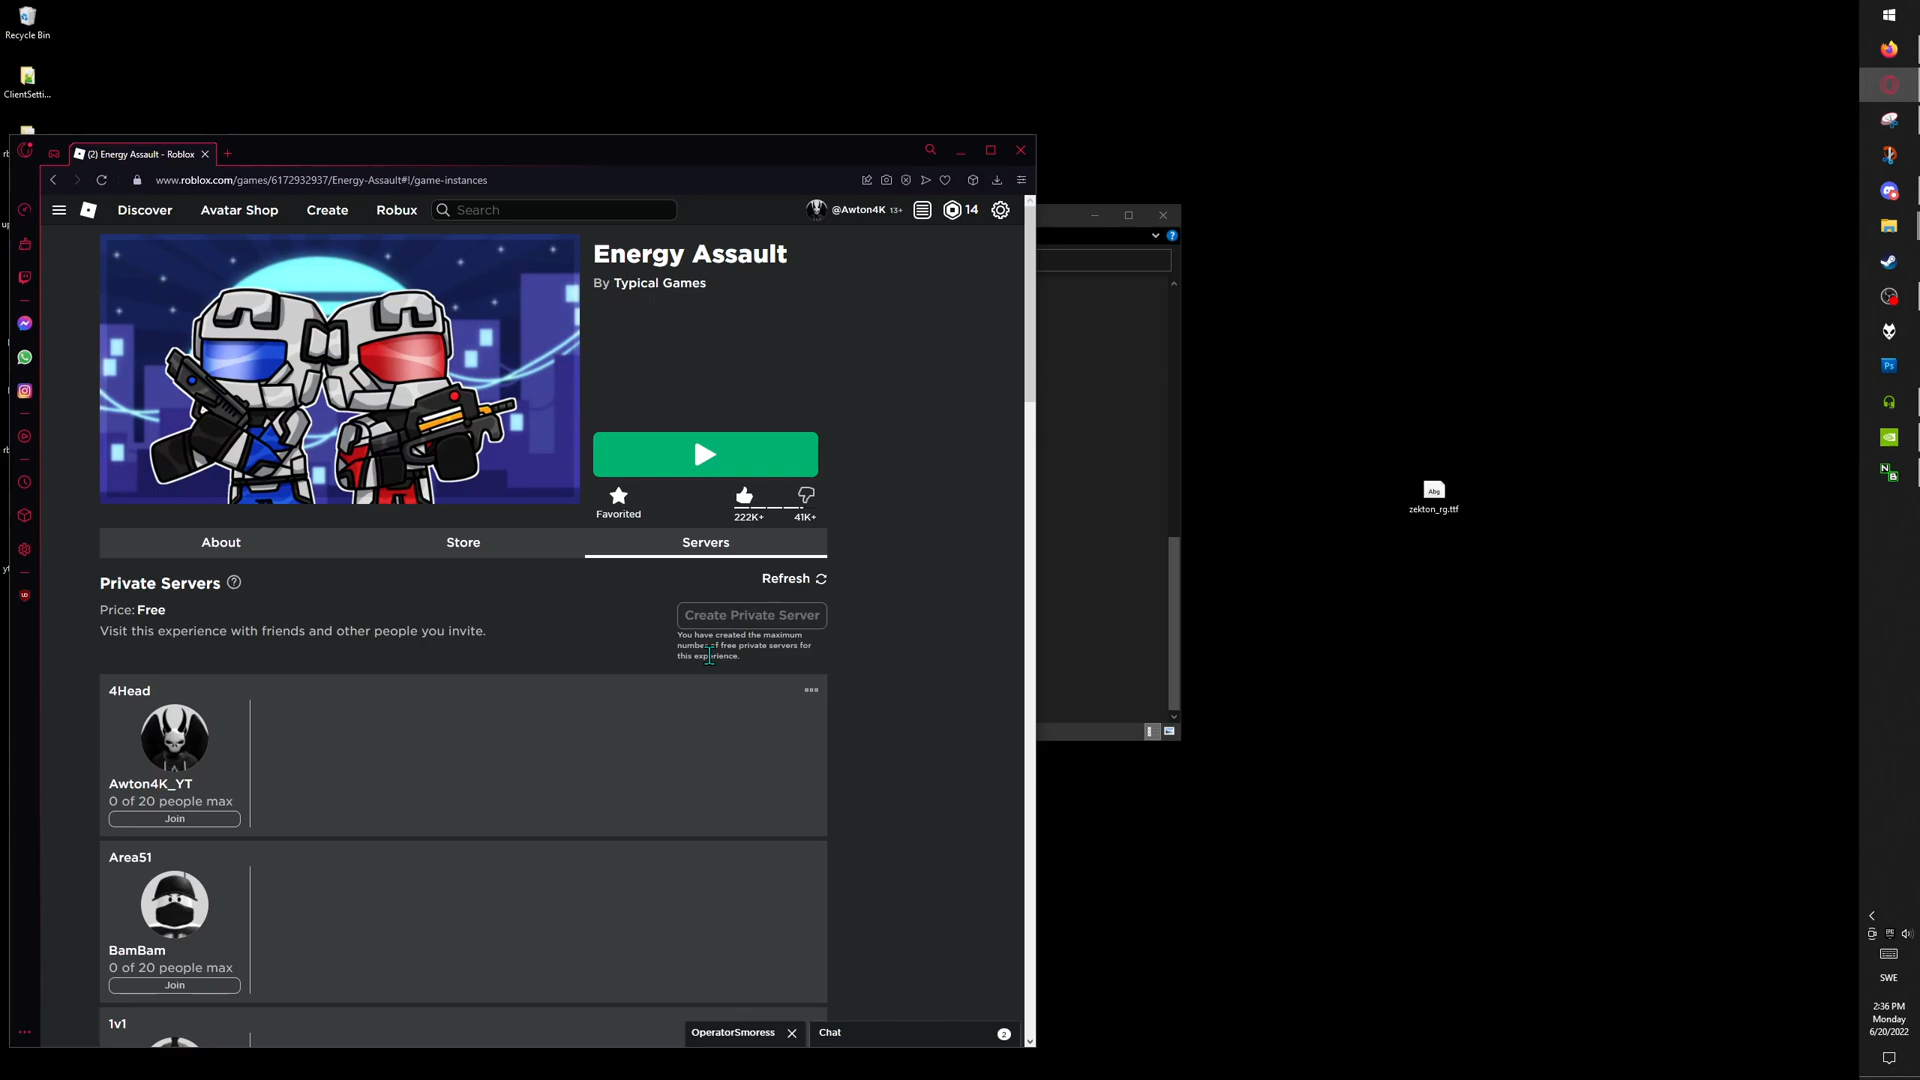 Recycle Bin
ClientSetti...
(2) Energy Assault - Roblox
www.roblox.com/games/6172932937/Energy-Assault#!/game-instances
Discover
Avatar Shop
Create
Robux
Search
@Awton4K 13+
14
Energy Assault
By Typical Games
Favorited
222K+
41K+
About
Store
Servers
Private Servers
Refresh
Price: Free
Create Private Server
Visit this experience with friends and other people you invite.
You have created the maximum
number of free private servers for
this experience.
4Head
Awton4K_YT
0 of 20 people max
Join
Area51
BamBam
0 of 20 people max
Join
1v1
OperatorSmoress
Chat
2
Abg
zekton_rg.ttf
Ps
SWE
2:36 PM
Monday
6/20/2022